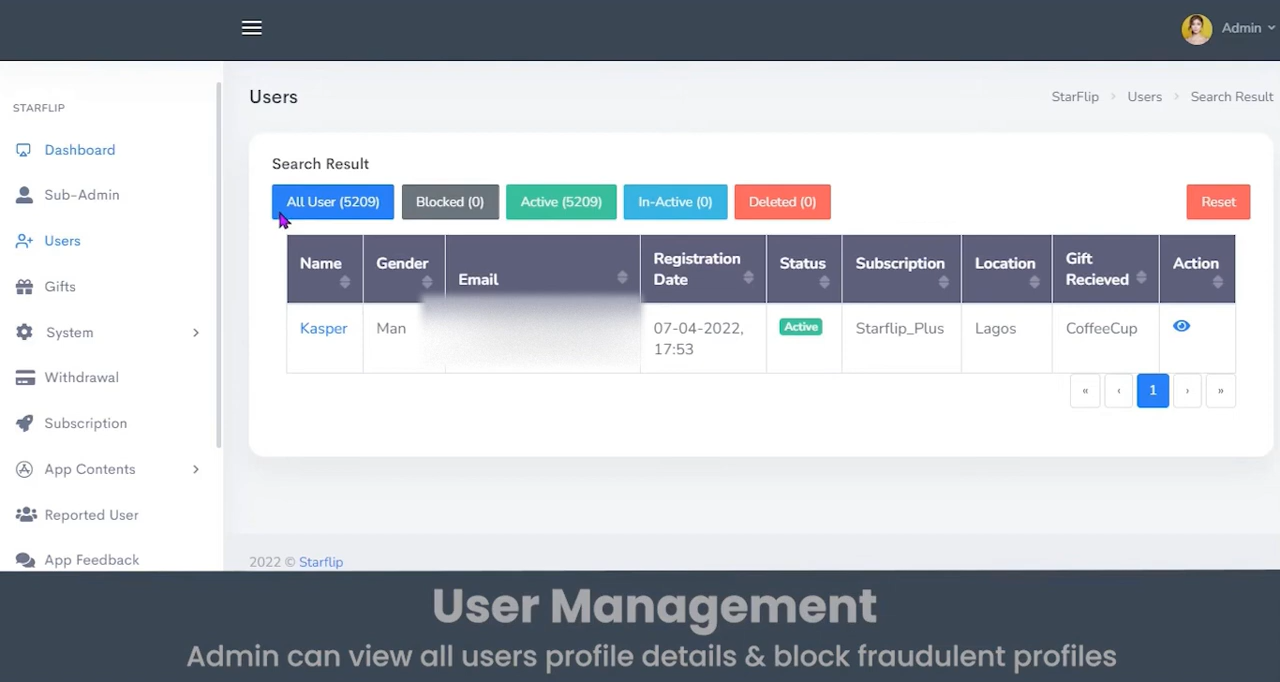 Admin
STARFLIP
Dashboard
Sub-Admin
Users
Gifts
System
Withdrawal
Subscription
App Contents
Reported User
App Feedback
Users
StarFlip › Users › Search Result
Search Result
All User (5209) Blocked (0) Active (5209) In-Active (0) Deleted (0) Reset
Name Gender Email Registration Date Status Subscription Location Gift Recieved Action
Kasper Man 07-04-2022, 17:53 Active Starflip_Plus Lagos CoffeeCup
« ‹ 1 › »
2022 © Starflip
User Management
Admin can view all users profile details & block fraudulent profiles